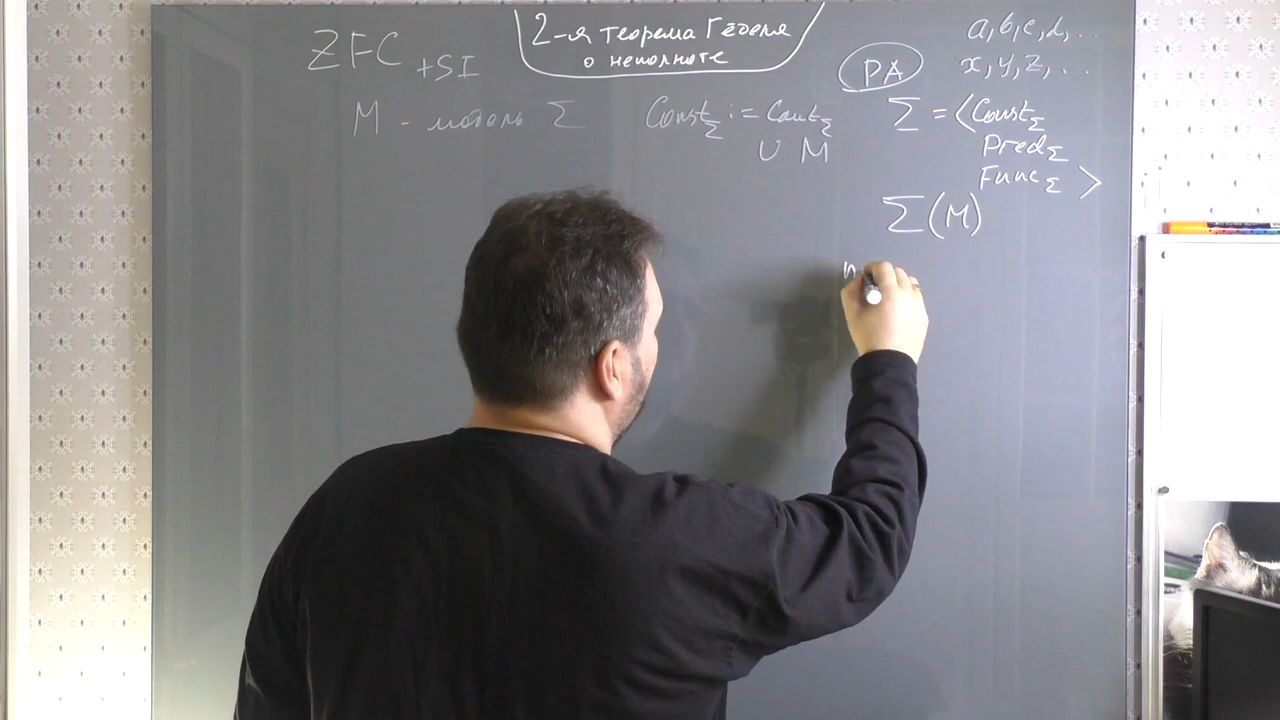 ZFC +SI
2-я теорема Гёделя
о неполноте
PA
a, b, c, d, ...
x, y, z, ...
M - модель Σ
Const_Σ := Const_Σ
∪ M
Σ = ⟨Const_Σ
Pred_Σ
Func_Σ ⟩
Σ(M)